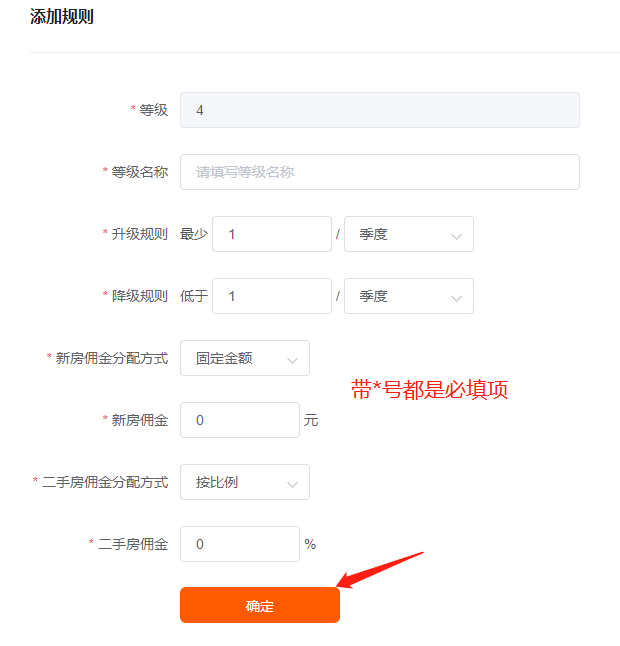 添加规则
* 等级 4
* 等级名称 请填写等级名称
* 升级规则 最少 1 / 季度
* 降级规则 低于 1 / 季度
* 新房佣金分配方式 固定金额
带*号都是必填项
* 新房佣金 0 元
* 二手房佣金分配方式 按比例
* 二手房佣金 0 %
确定